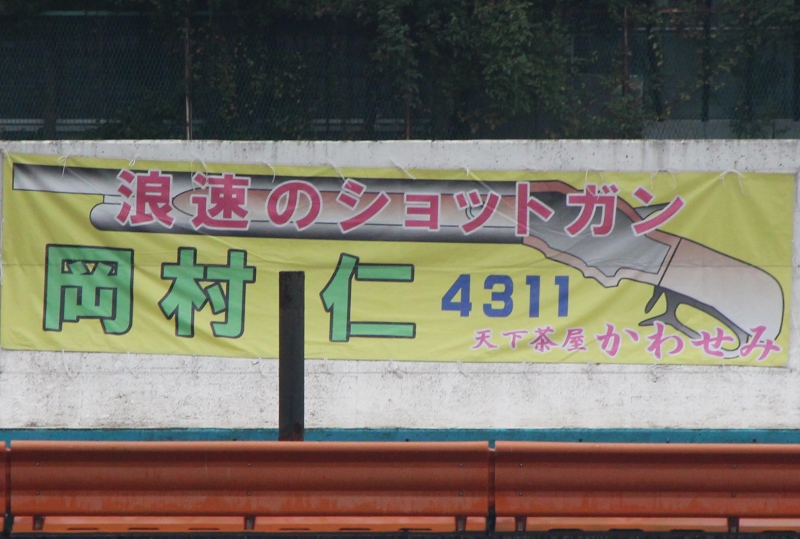 浪速のショットガン
岡村 仁 4311
天下茶屋 かわせみ